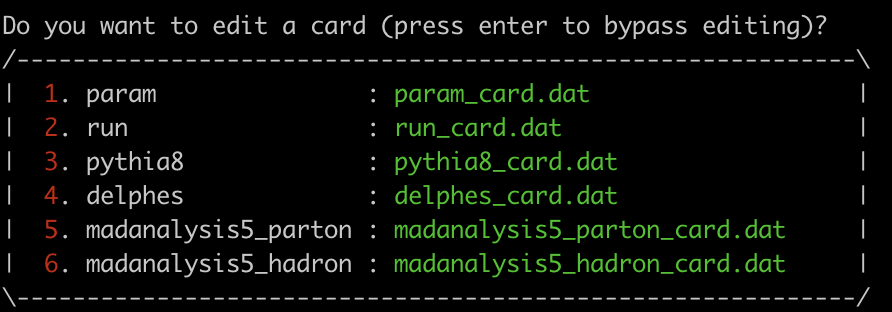 Do you want to edit a card (press enter to bypass editing)?
/------------------------------------------------------------\
|  1. param               : param_card.dat                   |
|  2. run                 : run_card.dat                     |
|  3. pythia8             : pythia8_card.dat                 |
|  4. delphes             : delphes_card.dat                 |
|  5. madanalysis5_parton : madanalysis5_parton_card.dat     |
|  6. madanalysis5_hadron : madanalysis5_hadron_card.dat     |
\------------------------------------------------------------/